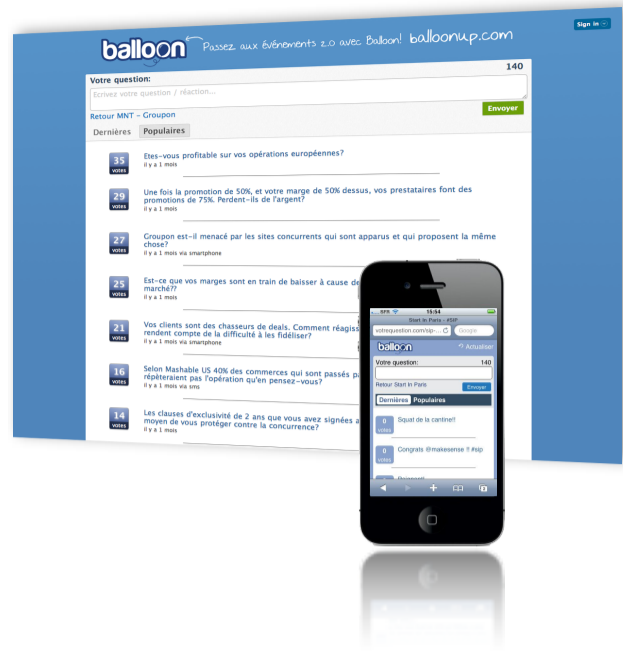 Sign in
balloon Passez aux événements 2.0 avec Balloon! balloonup.com
Votre question:
140
Ecrivez votre question / réaction...
Envoyer
Retour MNT - Groupon
Dernières Populaires
35 votes
Etes-vous profitable sur vos opérations européennes?
il y a 1 mois
29 votes
Une fois la promotion de 50%, et votre marge de 50% dessus, vos prestataires font des
promotions de 75%. Perdent-ils de l'argent?
il y a 1 mois
27 votes
Groupon est-il menacé par les sites concurrents qui sont apparus et qui proposent la même
chose?
il y a 1 mois via smartphone
25 votes
Est-ce que vos marges sont en train de baisser à cause de
marché??
il y a 1 mois
21 votes
Vos clients sont des chasseurs de deals. Comment réagiss
rendent compte de la difficulté à les fidéliser?
il y a 1 mois via smartphone
16 votes
Selon Mashable US 40% des commerces qui sont passés pa
répèteraient pas l'opération qu'en pensez-vous?
il y a 1 mois via sms
14 votes
Les clauses d'exclusivité de 2 ans que vous avez signées a
moyen de vous protéger contre la concurrence?
il y a 1 mois
SFR 15:54
Start In Paris - #SIP
votrequestion.com/sip-... Google
balloon Actualiser
Votre question: 140
Retour Start In Paris Envoyer
Dernières Populaires
0 votes
Squat de la cantine!!
0 votes
Congrats @makesense !! #sip